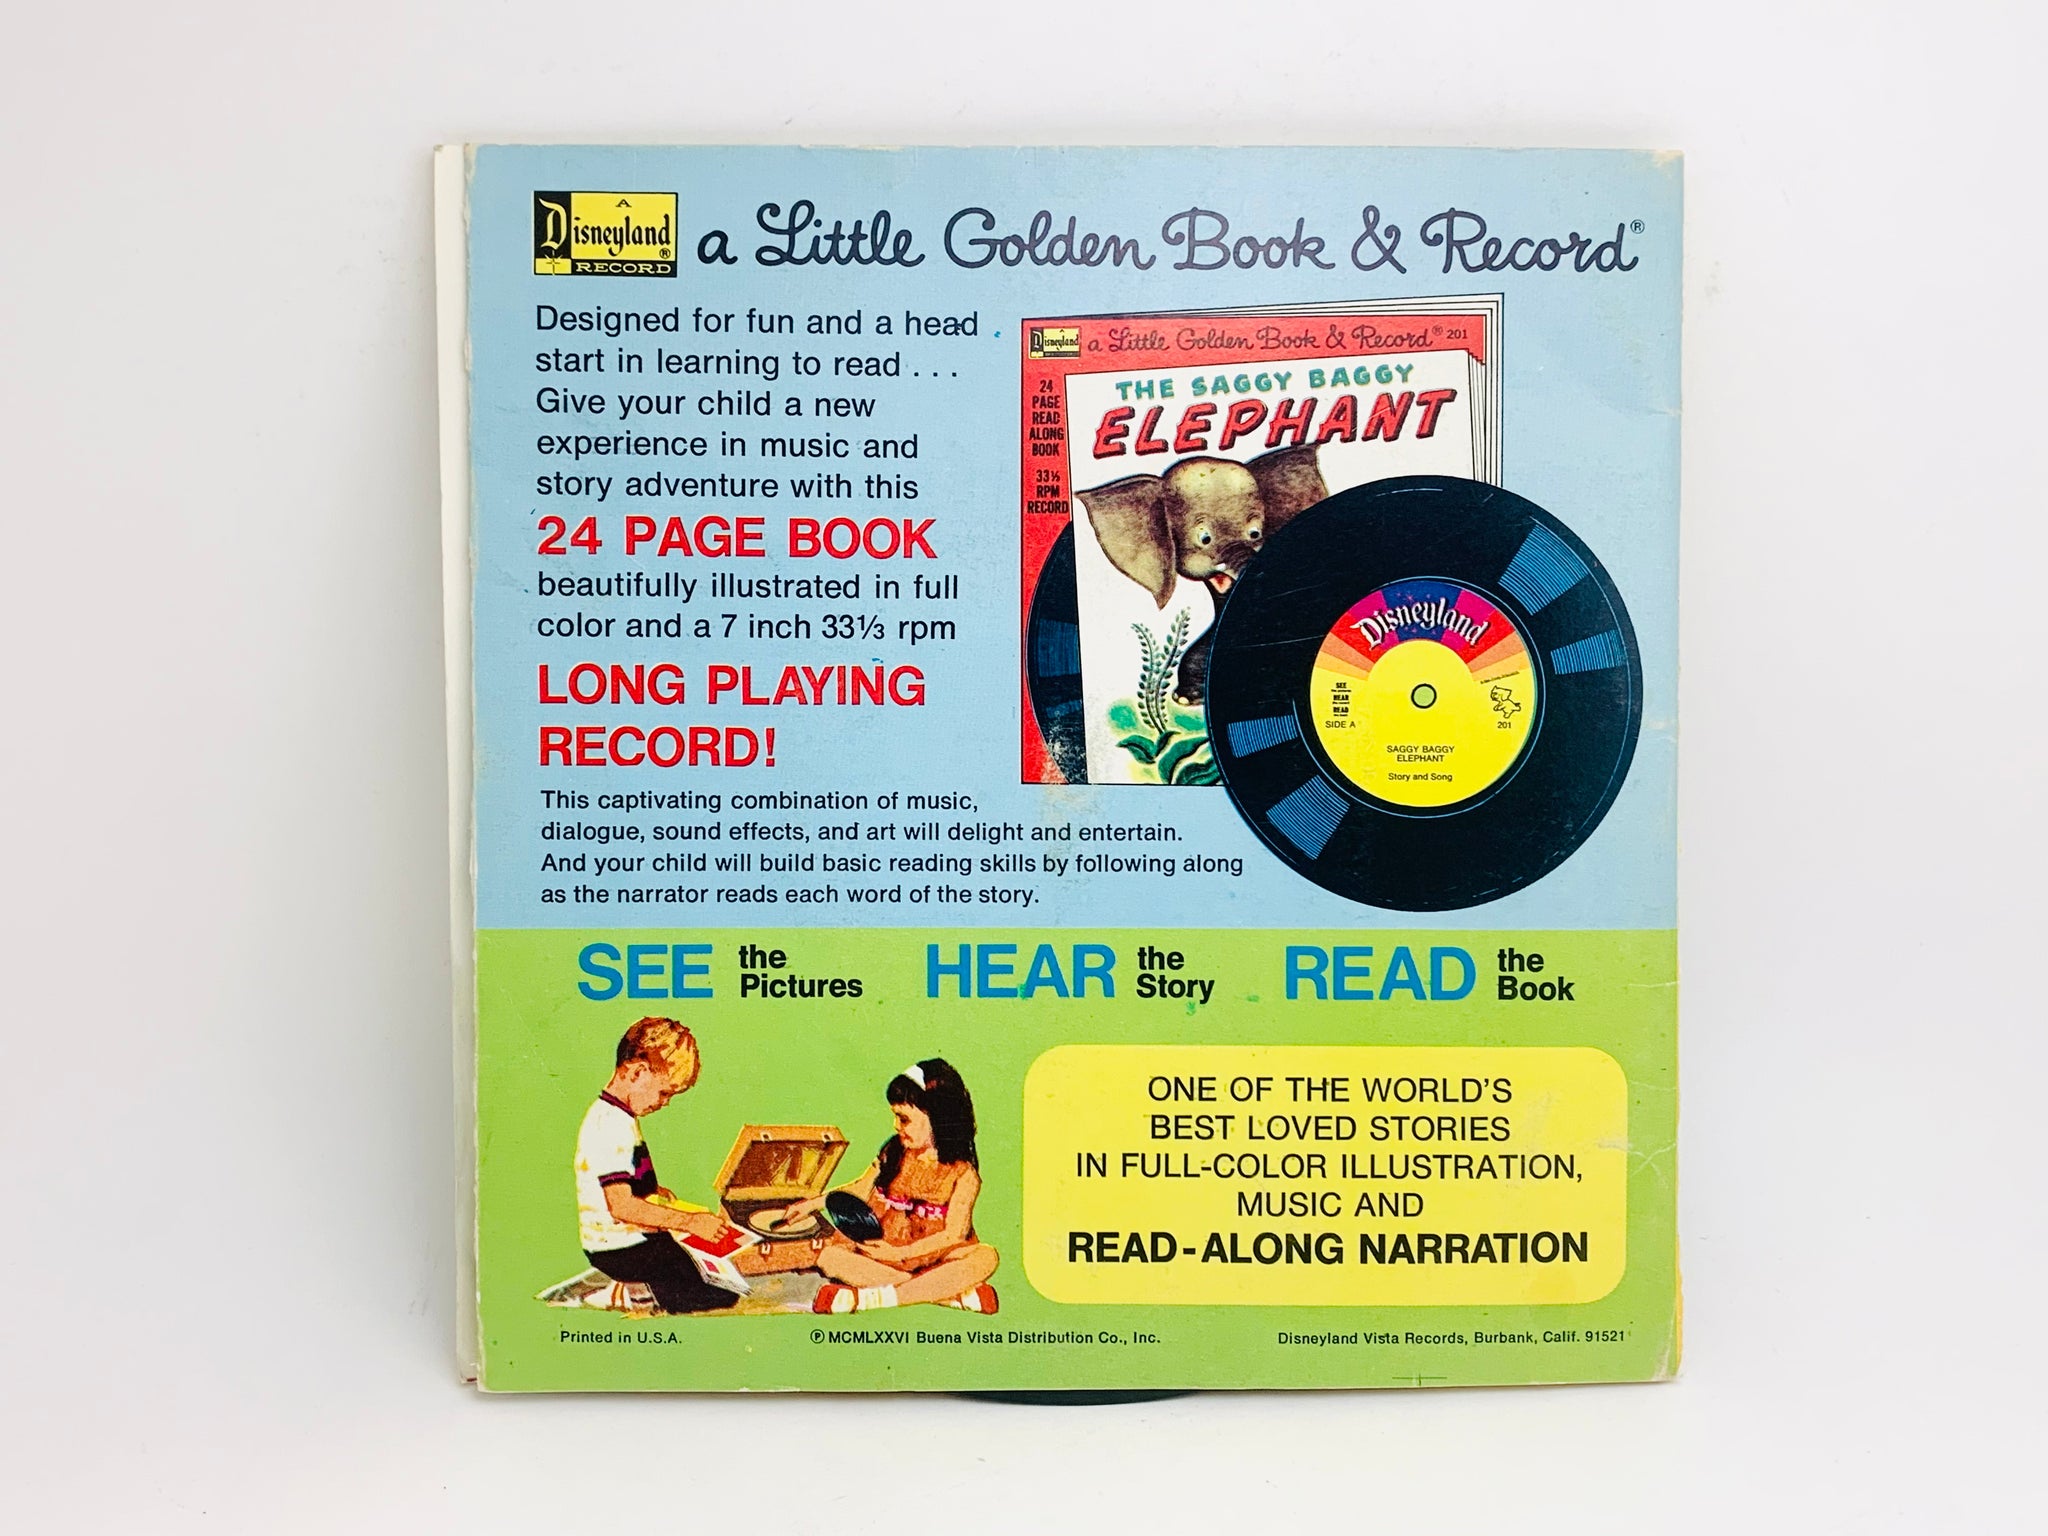 A
Disneyland®
RECORD
a Little Golden Book & Record®
Designed for fun and a head
start in learning to read . . .
Give your child a new
experience in music and
story adventure with this
24 PAGE BOOK
beautifully illustrated in full
color and a 7 inch 33⅓ rpm
LONG PLAYING
RECORD!
This captivating combination of music,
dialogue, sound effects, and art will delight and entertain.
And your child will build basic reading skills by following along
as the narrator reads each word of the story.
Disneyland
a Little Golden Book & Record® 201
24
PAGE
READ
ALONG
BOOK
33⅓
RPM
RECORD
THE SAGGY BAGGY
ELEPHANT
Disneyland
SEE
HEAR
READ
SIDE A
201
SAGGY BAGGY
ELEPHANT
Story and Song
SEE the Pictures
HEAR the Story
READ the Book
ONE OF THE WORLD'S
BEST LOVED STORIES
IN FULL-COLOR ILLUSTRATION,
MUSIC AND
READ-ALONG NARRATION
Printed in U.S.A.
℗ MCMLXXVI Buena Vista Distribution Co., Inc.
Disneyland Vista Records, Burbank, Calif. 91521